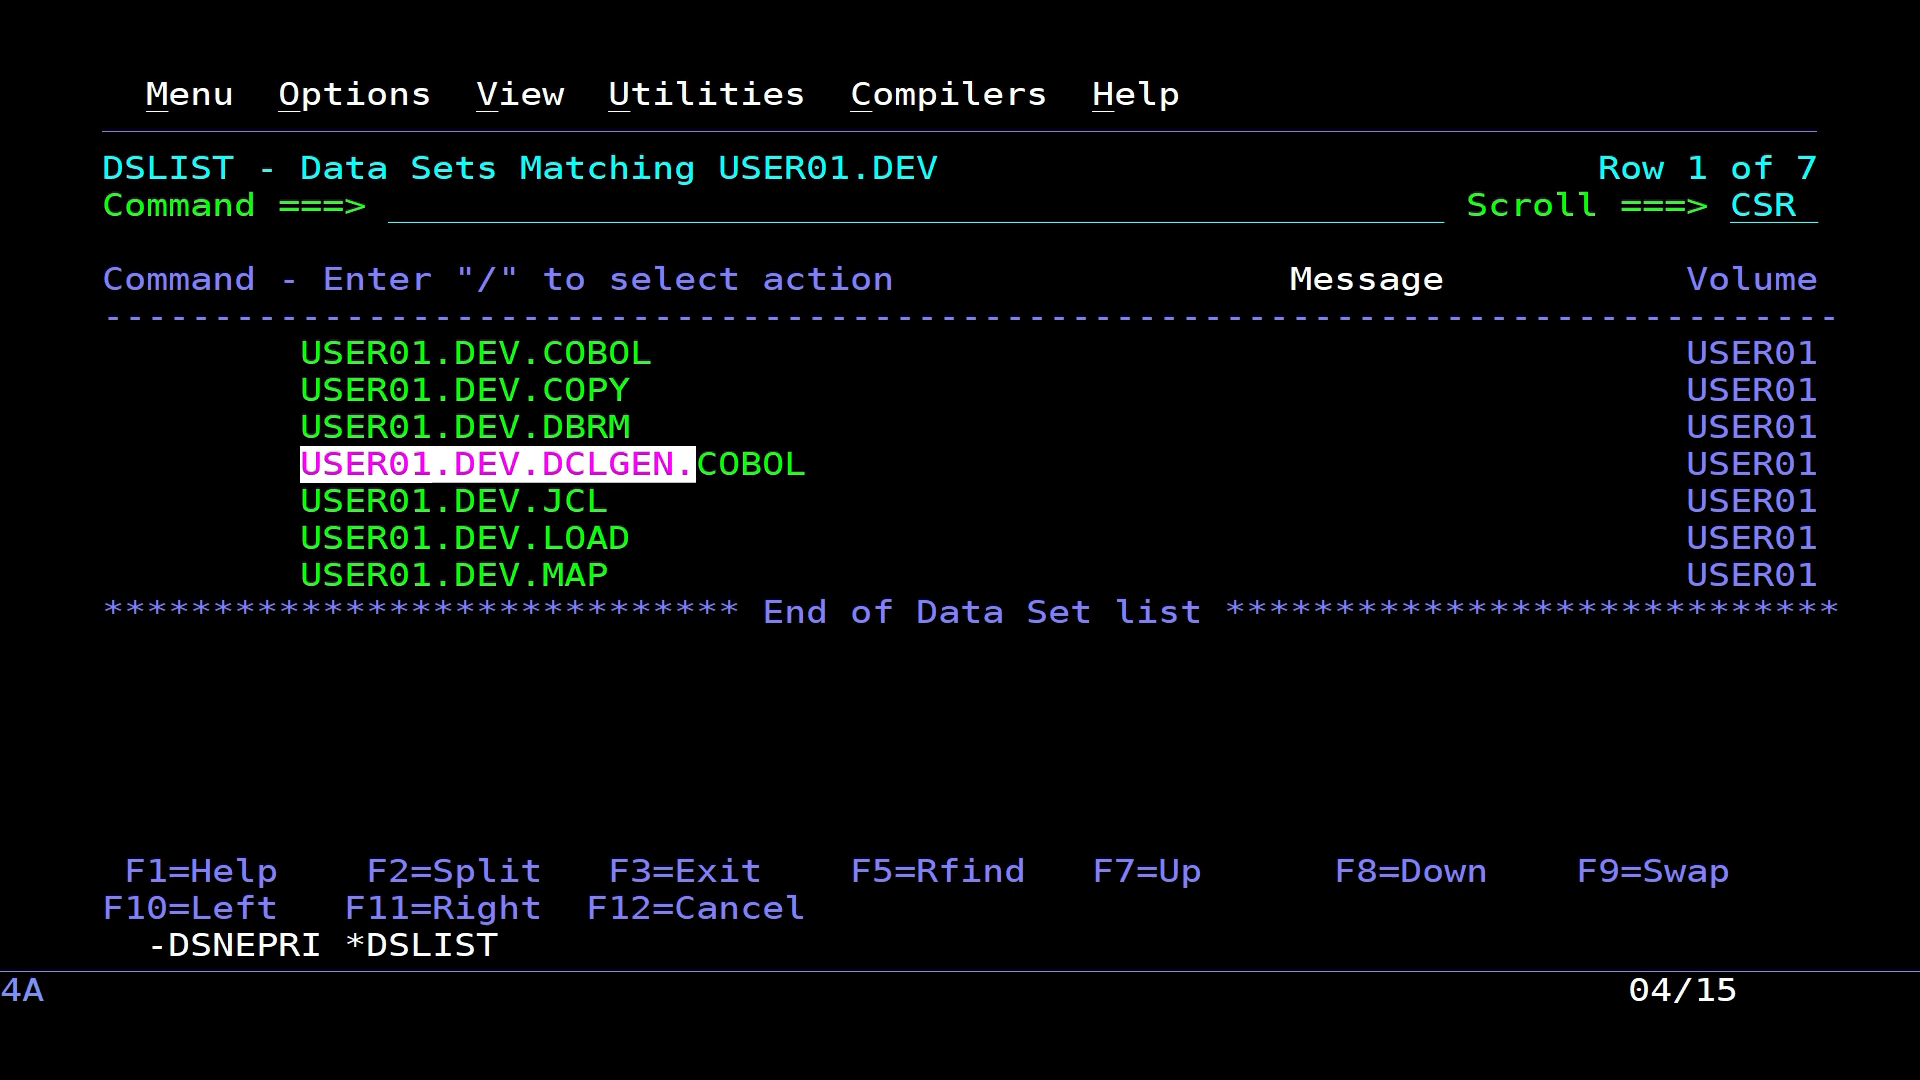 Menu Options View Utilities Compilers Help
DSLIST - Data Sets Matching USER01.DEV Row 1 of 7
Command ===> Scroll ===> CSR
Command - Enter "/" to select action Message Volume
-------------------------------------------------------------------------------
USER01.DEV.COBOL USER01
USER01.DEV.COPY USER01
USER01.DEV.DBRM USER01
USER01.DEV.DCLGEN.COBOL USER01
USER01.DEV.JCL USER01
USER01.DEV.LOAD USER01
USER01.DEV.MAP USER01
***************************** End of Data Set list ****************************
F1=Help F2=Split F3=Exit F5=Rfind F7=Up F8=Down F9=Swap
F10=Left F11=Right F12=Cancel
-DSNEPRI *DSLIST
4A 04/15